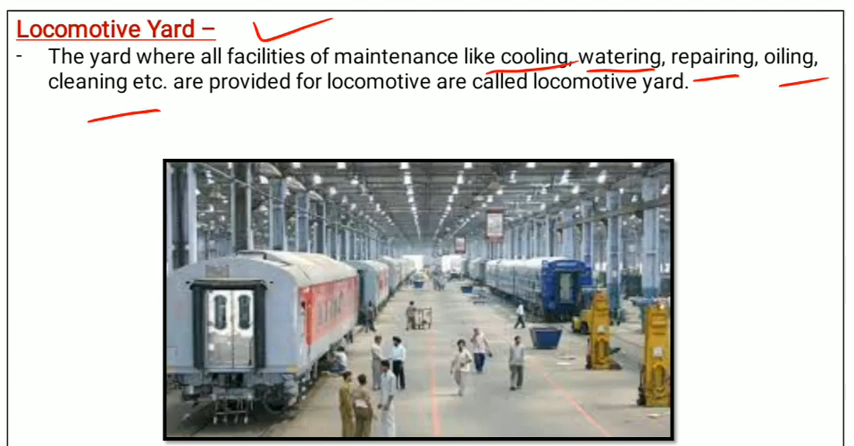 Locomotive Yard –
- The yard where all facilities of maintenance like cooling, watering, repairing, oiling,
cleaning etc. are provided for locomotive are called locomotive yard.